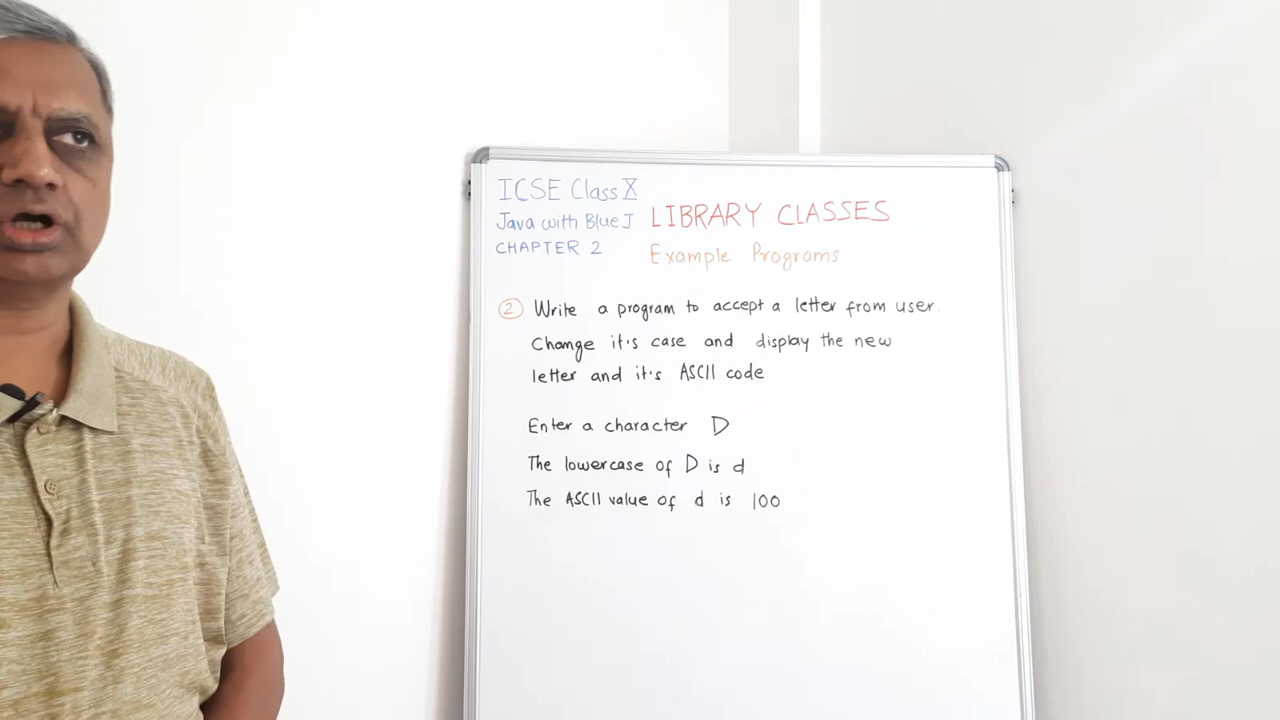 ICSE Class X
Java with BlueJ
CHAPTER 2
LIBRARY CLASSES
Example Programs
2 Write a program to accept a letter from user.
Change it's case and display the new
letter and it's ASCII code
Enter a character D
The lowercase of D is d
The ASCII value of d is 100